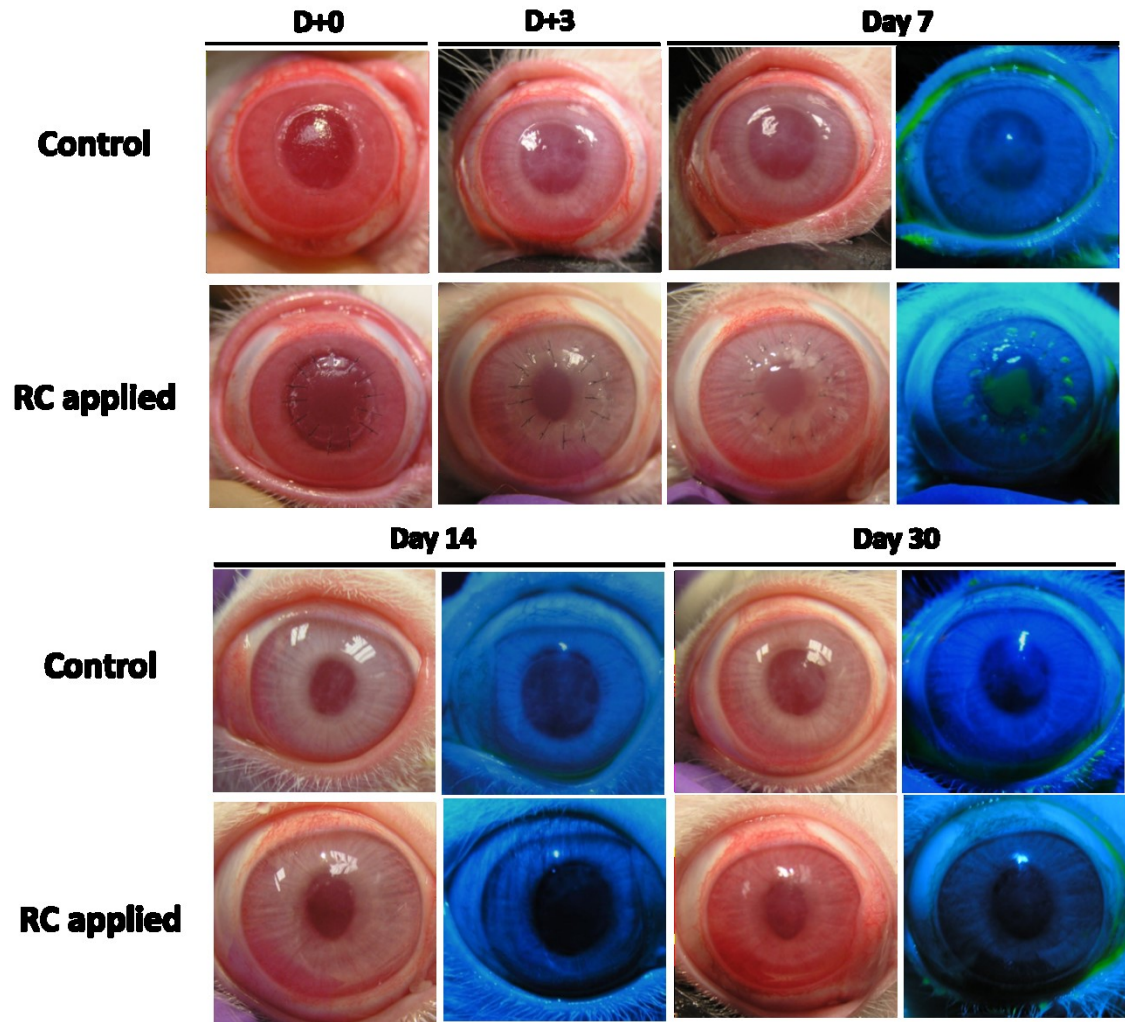 D+0 D+3 Day 7
Control
RC applied
Day 14 Day 30
Control
RC applied